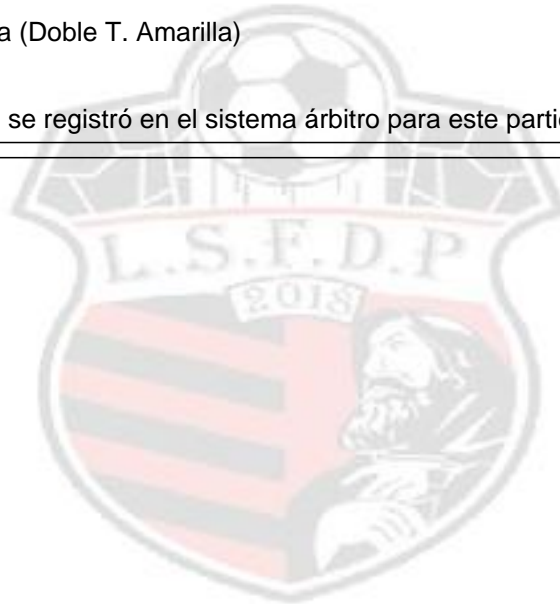 a (Doble T. Amarilla)
se registró en el sistema árbitro para este parti
L.S.F.D.P
2018